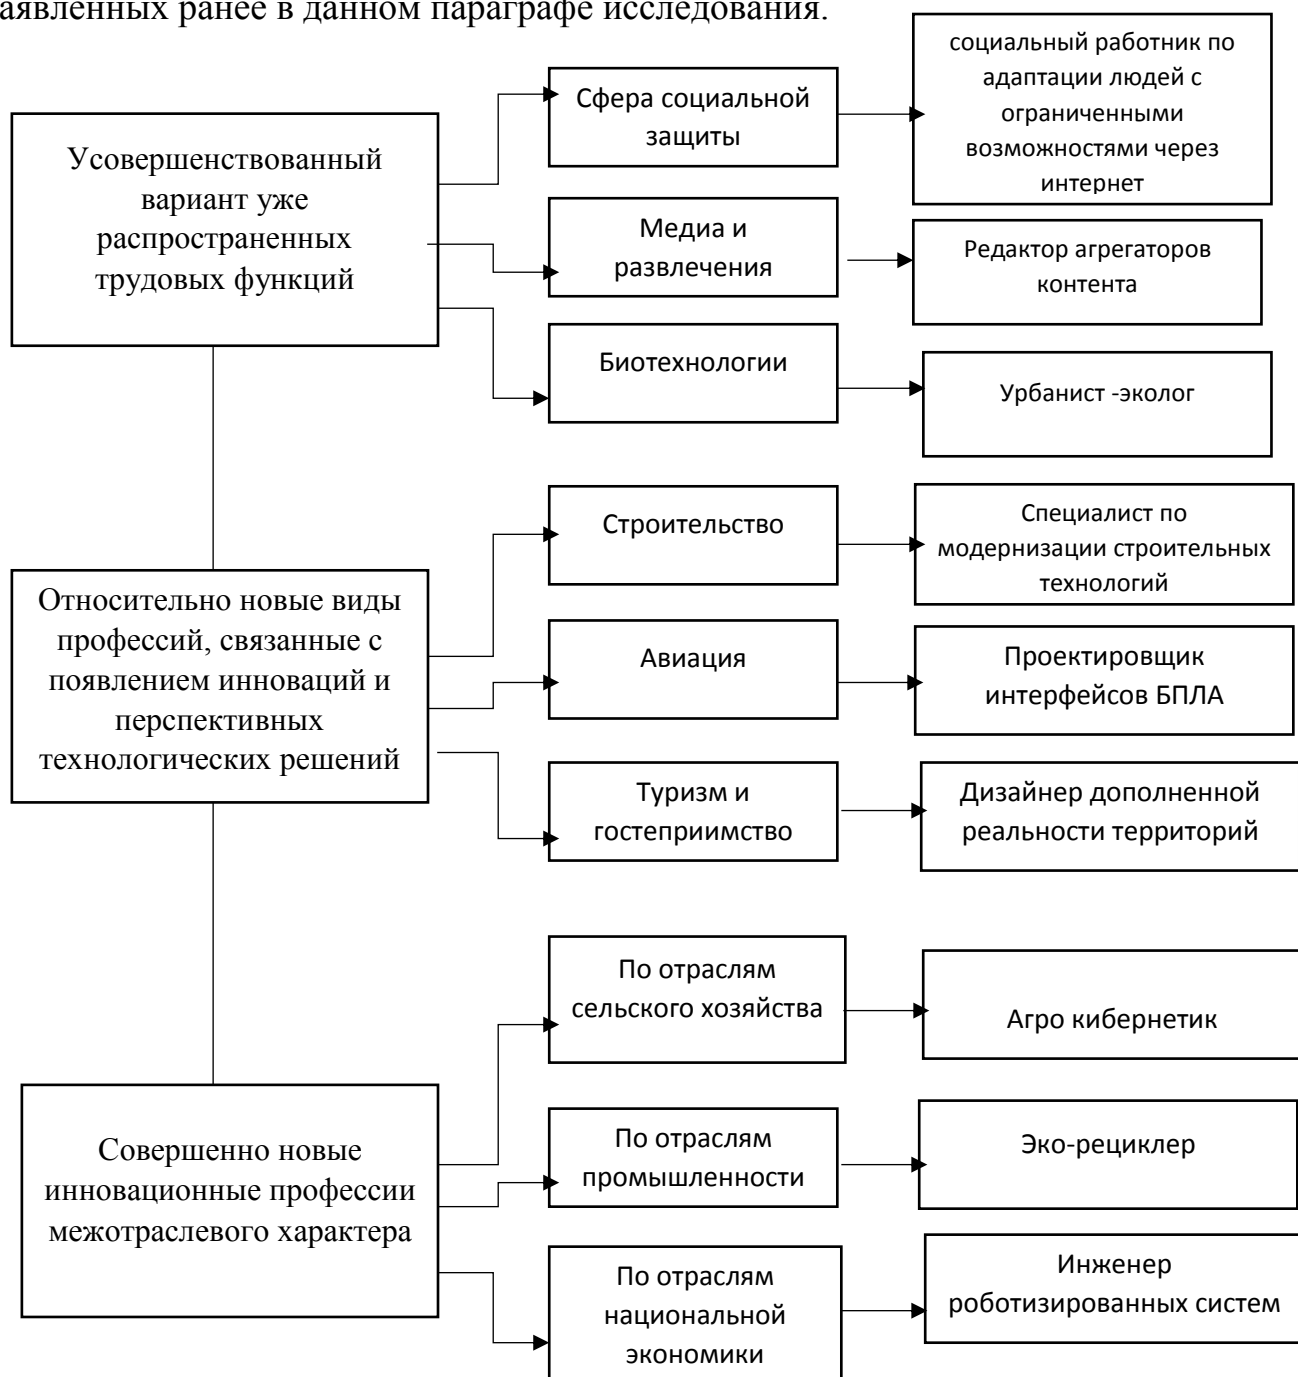 аявленных ранее в данном параграфе исследования.
Усовершенствованный
вариант уже
распространенных
трудовых функций
Сфера социальной
защиты
социальный работник по
адаптации людей с
ограниченными
возможностями через
интернет
Медиа и
развлечения
Редактор агрегаторов
контента
Биотехнологии
Урбанист -эколог
Относительно новые виды
профессий, связанные с
появлением инноваций и
перспективных
технологических решений
Строительство
Специалист по
модернизации строительных
технологий
Авиация
Проектировщик
интерфейсов БПЛА
Туризм и
гостеприимство
Дизайнер дополненной
реальности территорий
Совершенно новые
инновационные профессии
межотраслевого характера
По отраслям
сельского хозяйства
Агро кибернетик
По отраслям
промышленности
Эко-рециклер
По отраслям
национальной
экономики
Инженер
роботизированных систем